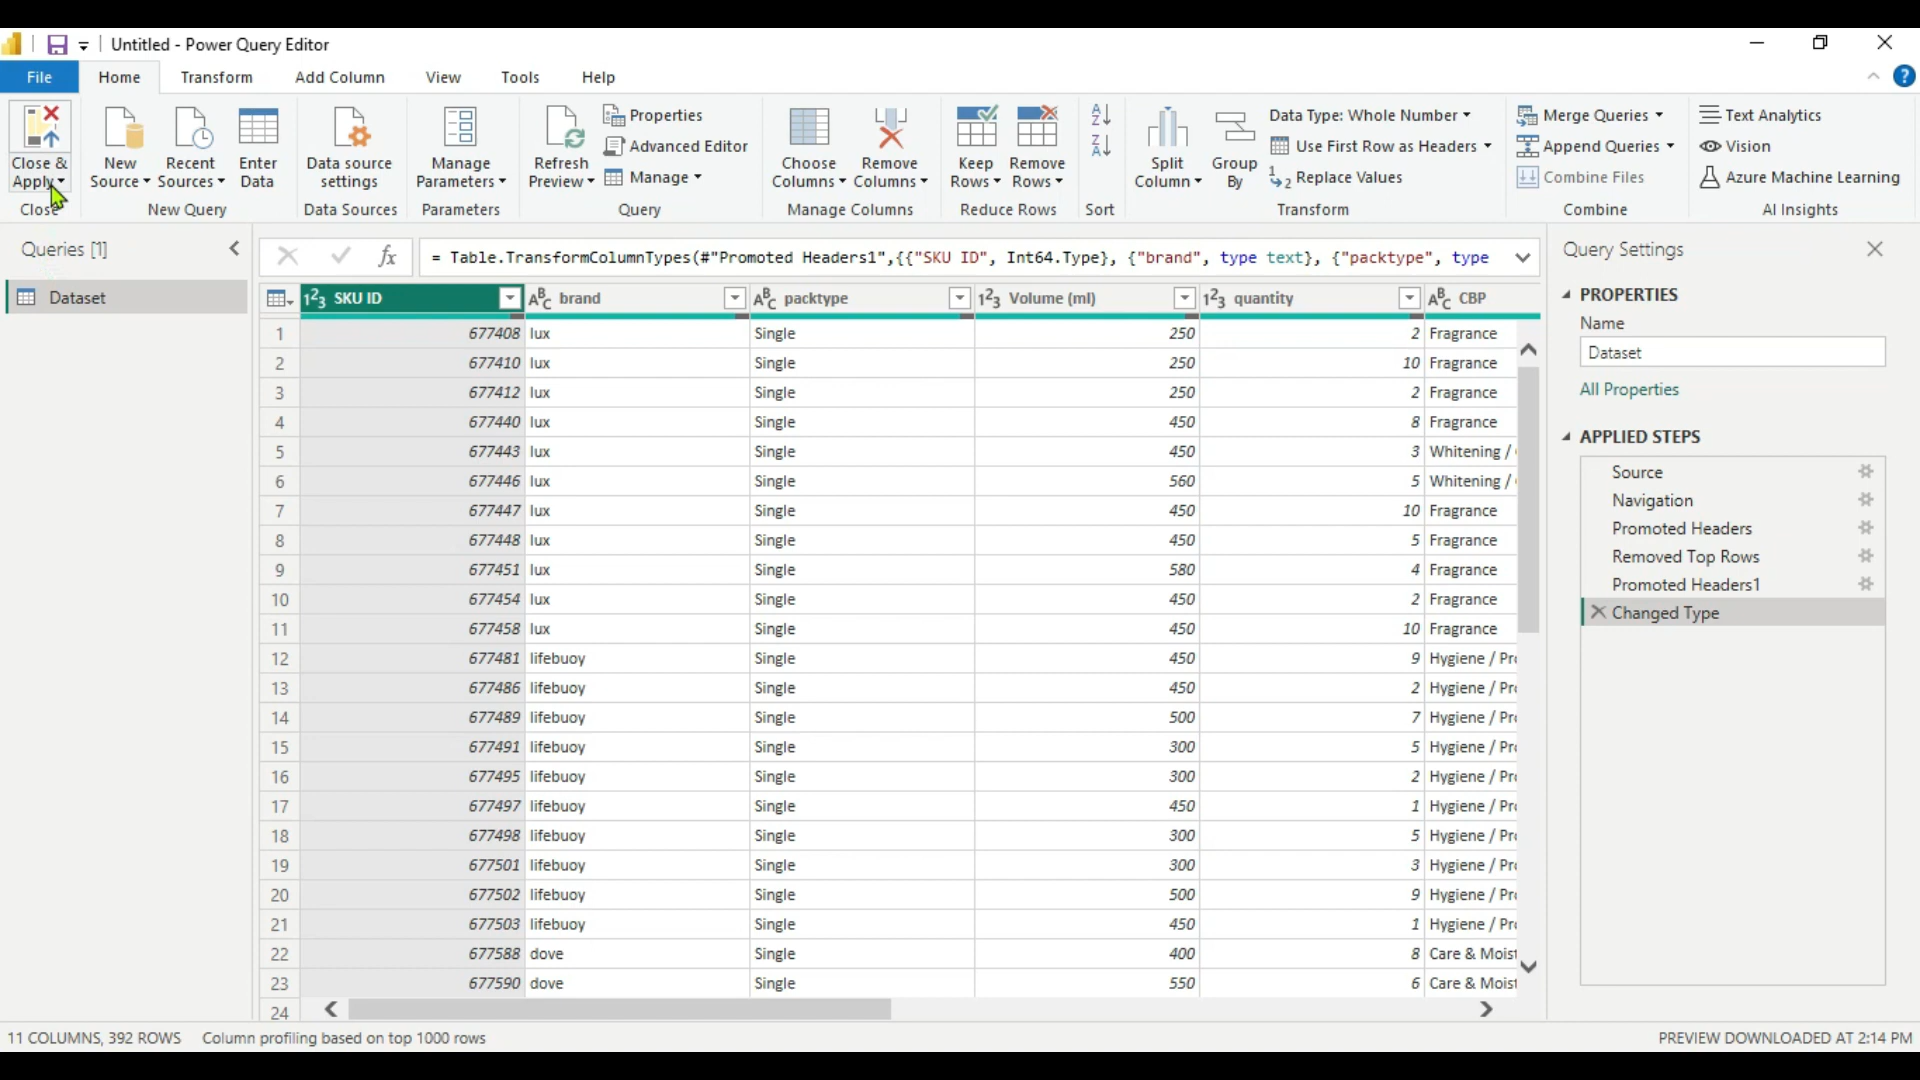 Untitled - Power Query Editor
File Home Transform Add Column View Tools Help
Close & Apply
New Source
Recent Sources
Enter Data
Data source settings
Manage Parameters
Refresh Preview
Properties
Advanced Editor
Manage
Choose Columns
Remove Columns
Keep Rows
Remove Rows
Split Column
Group By
Data Type: Whole Number
Use First Row as Headers
Replace Values
Merge Queries
Append Queries
Combine Files
Text Analytics
Vision
Azure Machine Learning
Close New Query Data Sources Parameters Query Manage Columns Reduce Rows Sort Transform Combine AI Insights
Queries [1]
Dataset
fx = Table.TransformColumnTypes(#"Promoted Headers1",{{"SKU ID", Int64.Type}, {"brand", type text}, {"packtype", type
SKU ID brand packtype Volume (ml) quantity CBP
1 677408 lux Single 250 2 Fragrance
2 677410 lux Single 250 10 Fragrance
3 677412 lux Single 250 2 Fragrance
4 677440 lux Single 450 8 Fragrance
5 677443 lux Single 450 3 Whitening /
6 677446 lux Single 560 5 Whitening /
7 677447 lux Single 450 10 Fragrance
8 677448 lux Single 450 5 Fragrance
9 677451 lux Single 580 4 Fragrance
10 677454 lux Single 450 2 Fragrance
11 677458 lux Single 450 10 Fragrance
12 677481 lifebuoy Single 450 9 Hygiene / Pr
13 677486 lifebuoy Single 450 2 Hygiene / Pr
14 677489 lifebuoy Single 500 7 Hygiene / Pr
15 677491 lifebuoy Single 300 5 Hygiene / Pr
16 677495 lifebuoy Single 300 2 Hygiene / Pr
17 677497 lifebuoy Single 450 1 Hygiene / Pr
18 677498 lifebuoy Single 300 5 Hygiene / Pr
19 677501 lifebuoy Single 300 3 Hygiene / Pr
20 677502 lifebuoy Single 500 9 Hygiene / Pr
21 677503 lifebuoy Single 450 1 Hygiene / Pr
22 677588 dove Single 400 8 Care & Moist
23 677590 dove Single 550 6 Care & Moist
24
Query Settings
PROPERTIES
Name
Dataset
All Properties
APPLIED STEPS
Source
Navigation
Promoted Headers
Removed Top Rows
Promoted Headers1
Changed Type
11 COLUMNS, 392 ROWS Column profiling based on top 1000 rows PREVIEW DOWNLOADED AT 2:14 PM